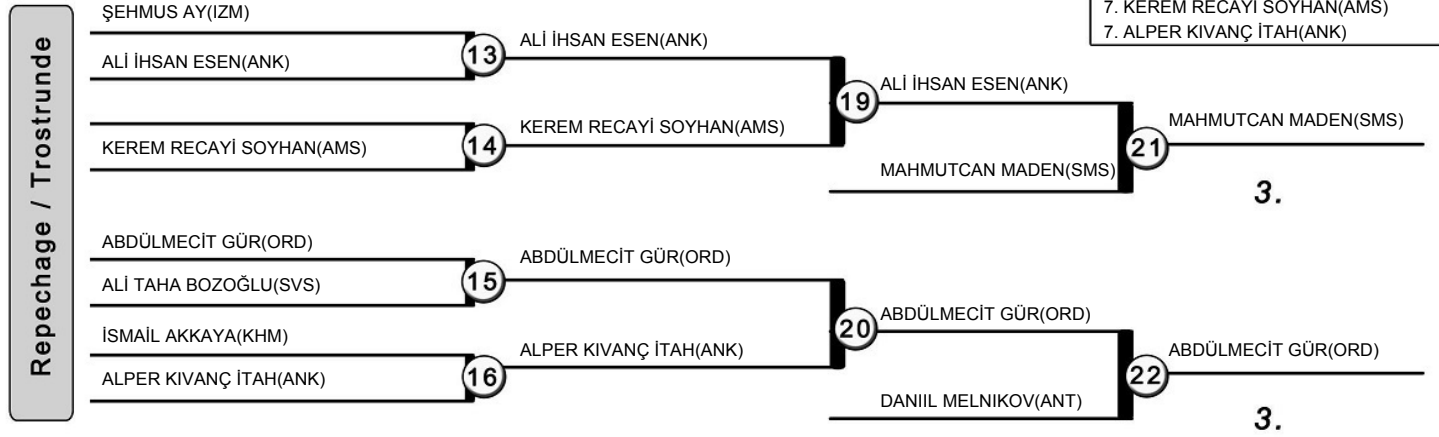 7. KEREM RECAYİ SOYHAN(AMS)
7. ALPER KIVANÇ İTAH(ANK)
Repechage / Trostrunde
ŞEHMUS AY(IZM)
ALİ İHSAN ESEN(ANK)
13
ALİ İHSAN ESEN(ANK)
KEREM RECAYİ SOYHAN(AMS)
14
KEREM RECAYİ SOYHAN(AMS)
19
ALİ İHSAN ESEN(ANK)
MAHMUTCAN MADEN(SMS)
21
MAHMUTCAN MADEN(SMS)
3.
ABDÜLMECİT GÜR(ORD)
ALİ TAHA BOZOĞLU(SVS)
15
ABDÜLMECİT GÜR(ORD)
İSMAİL AKKAYA(KHM)
ALPER KIVANÇ İTAH(ANK)
16
ALPER KIVANÇ İTAH(ANK)
20
ABDÜLMECİT GÜR(ORD)
DANIIL MELNIKOV(ANT)
22
ABDÜLMECİT GÜR(ORD)
3.